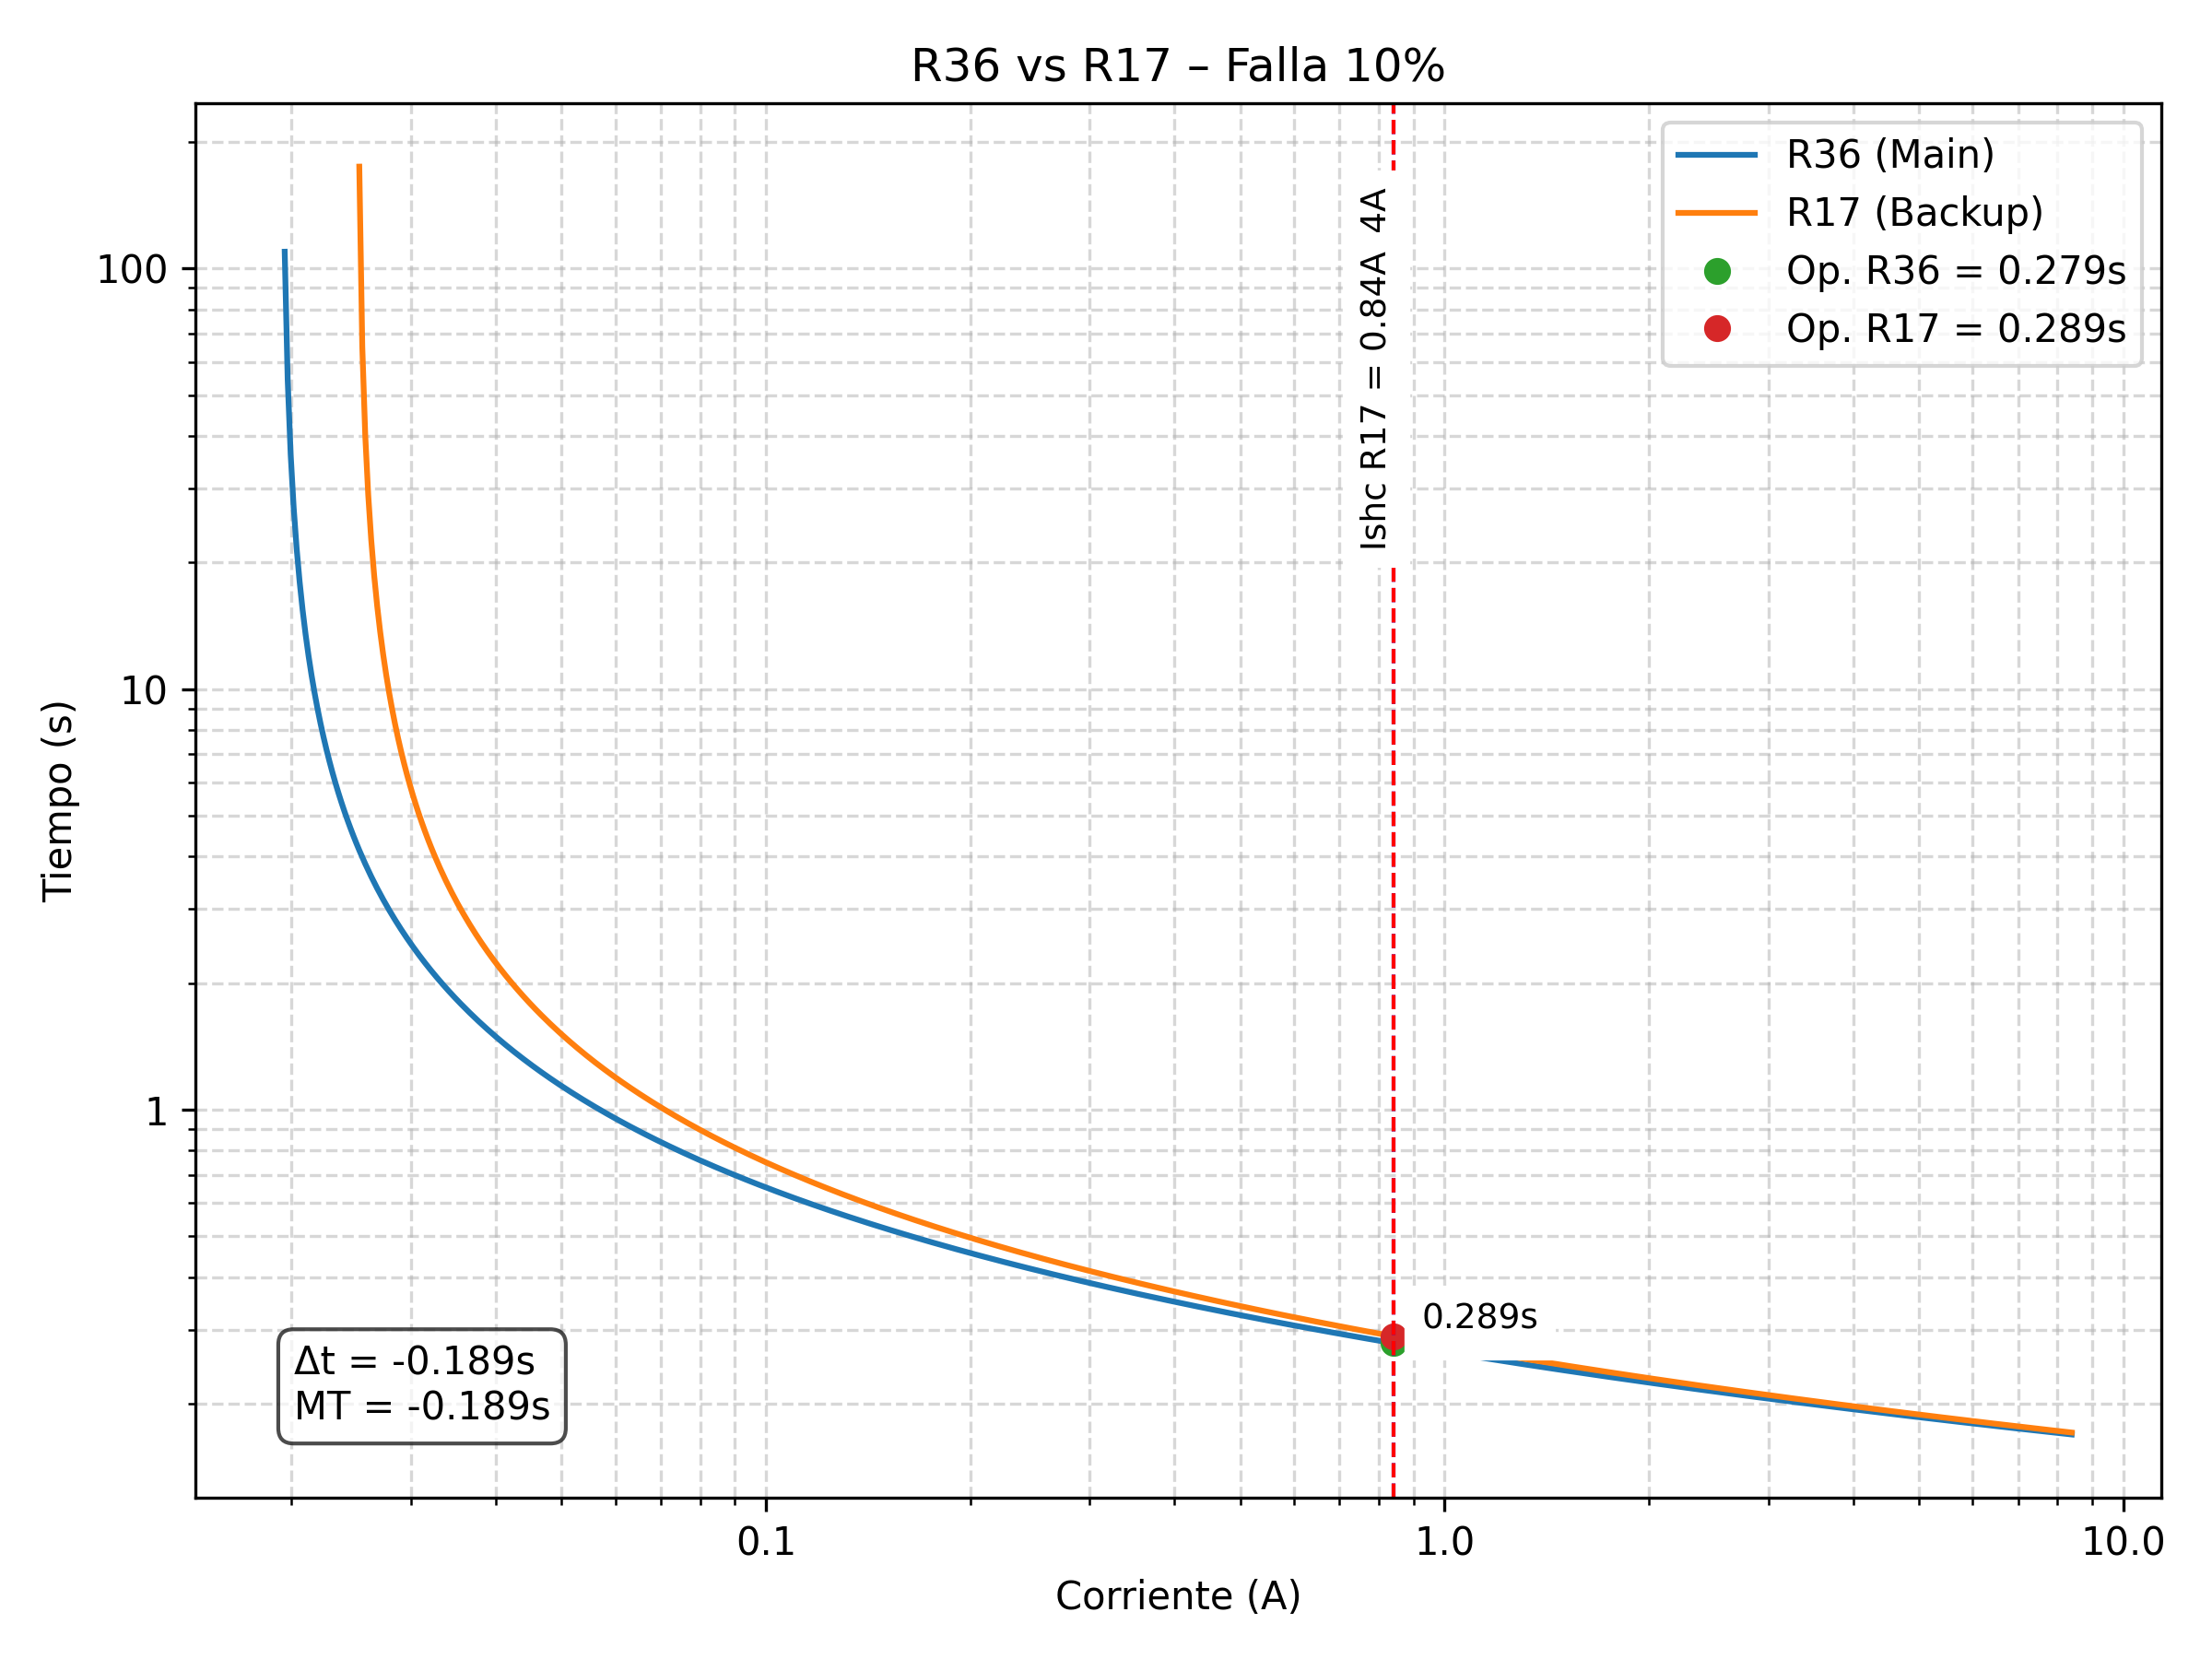 R36 vs R17 – Falla 10%
R36 (Main)
R17 (Backup)
Op. R36 = 0.279s
Op. R17 = 0.289s
Ishc R17 = 0.84A 4A
100
10
1
Tiempo (s)
0.289s
Δt = -0.189s
MT = -0.189s
0.1
1.0
10.0
Corriente (A)